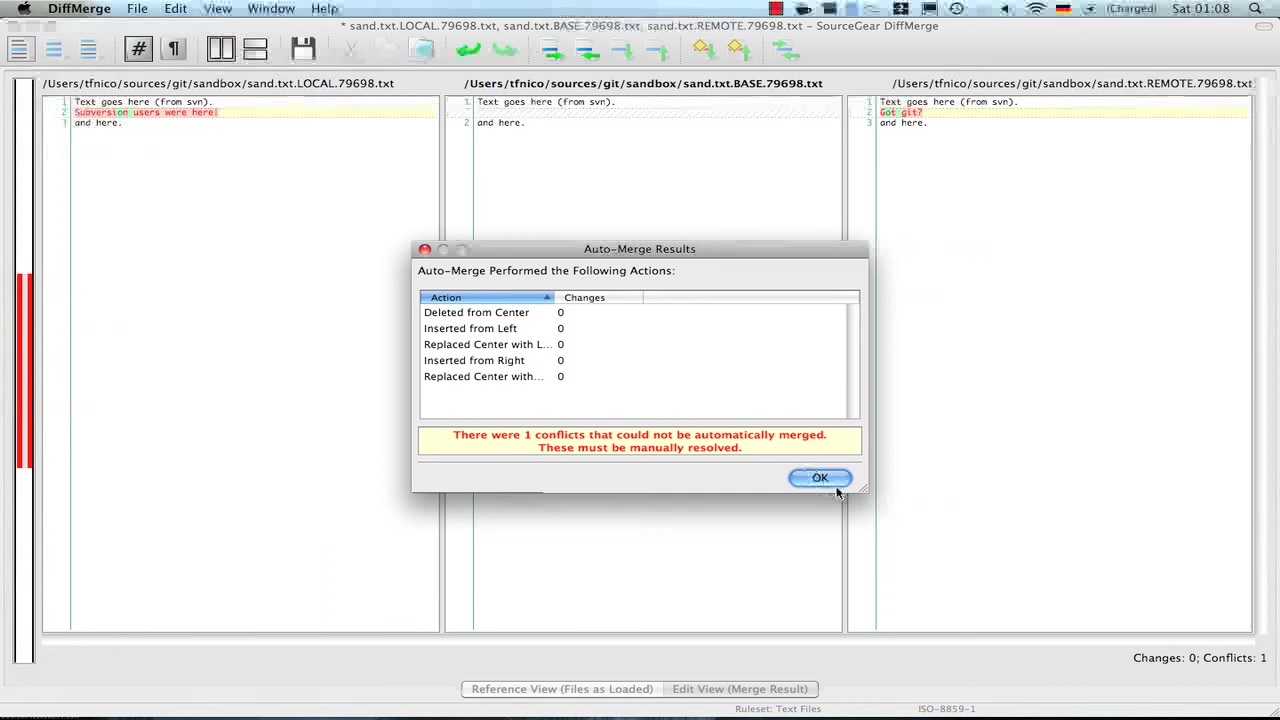 DiffMerge File Edit View Window Help (Charged) Sat 01:08
* sand.txt.LOCAL.79698.txt, sand.txt.BASE.79698.txt, sand.txt.REMOTE.79698.txt - SourceGear DiffMerge
# ¶
/Users/tfnico/sources/git/sandbox/sand.txt.LOCAL.79698.txt /Users/tfnico/sources/git/sandbox/sand.txt.BASE.79698.txt /Users/tfnico/sources/git/sandbox/sand.txt.REMOTE.79698.txt
1 Text goes here (from svn). 1 Text goes here (from svn). 1 Text goes here (from svn).
2 Subversion users were here! 2 Got git?
and here. 2 and here. 3 and here.
Auto-Merge Results
Auto-Merge Performed the Following Actions:
Action Changes
Deleted from Center 0
Inserted from Left 0
Replaced Center with L... 0
Inserted from Right 0
Replaced Center with... 0
There were 1 conflicts that could not be automatically merged.
These must be manually resolved.
OK
Changes: 0; Conflicts: 1
Reference View (Files as Loaded) Edit View (Merge Result)
Ruleset: Text Files ISO-8859-1